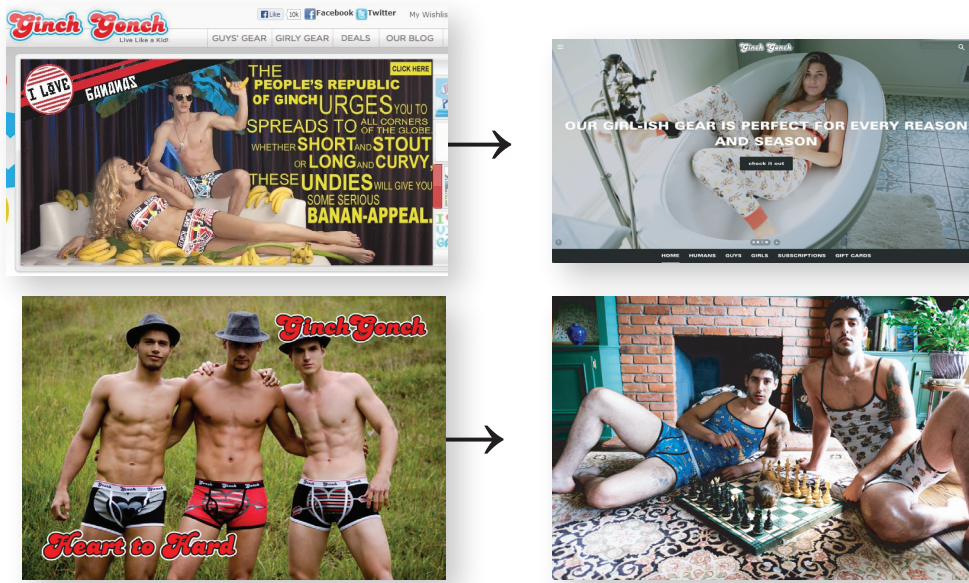 Ginch Gonch
Live Like a Kid!
Like 10k Facebook Twitter My Wishlis
GUYS' GEAR GIRLY GEAR DEALS OUR BLOG
I LOVE
BANANAS
CLICK HERE
THE
PEOPLE'S REPUBLIC
OF GINCH URGES YOU TO
SPREADS TO ALL CORNERS
OF THE GLOBE.
WHETHER SHORT AND STOUT
OR LONG AND CURVY,
THESE UNDIES WILL GIVE YOU
SOME SERIOUS
BANAN-APPEAL.
Ginch Gonch
OUR GIRL-ISH GEAR IS PERFECT FOR EVERY REASON
AND SEASON
check it out
HOME HUMANS GUYS GIRLS SUBSCRIPTIONS GIFT CARDS
Ginch Gonch
Heart to Hard